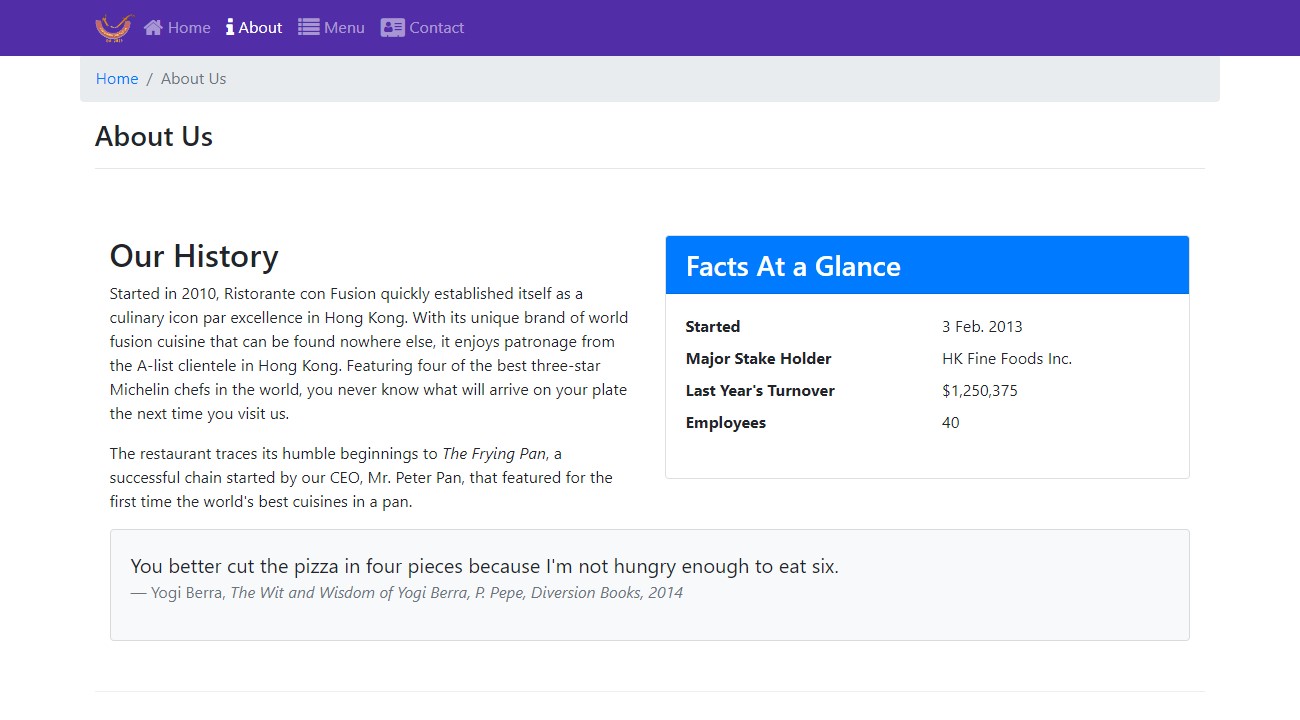 Home About Menu Contact
Home / About Us
About Us
Our History
Started in 2010, Ristorante con Fusion quickly established itself as a
culinary icon par excellence in Hong Kong. With its unique brand of world
fusion cuisine that can be found nowhere else, it enjoys patronage from
the A-list clientele in Hong Kong. Featuring four of the best three-star
Michelin chefs in the world, you never know what will arrive on your plate
the next time you visit us.
The restaurant traces its humble beginnings to The Frying Pan, a
successful chain started by our CEO, Mr. Peter Pan, that featured for the
first time the world's best cuisines in a pan.
Facts At a Glance
Started 3 Feb. 2013
Major Stake Holder HK Fine Foods Inc.
Last Year's Turnover $1,250,375
Employees 40
You better cut the pizza in four pieces because I'm not hungry enough to eat six.
— Yogi Berra, The Wit and Wisdom of Yogi Berra, P. Pepe, Diversion Books, 2014